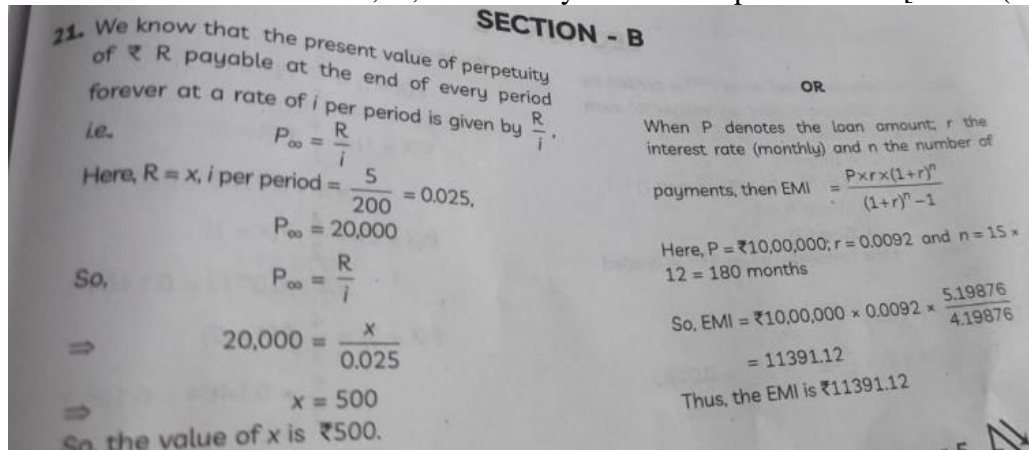 SECTION - B
21. We know that the present value of perpetuity
of ₹ R payable at the end of every period
forever at a rate of i per period is given by R/i.
i.e. P∞ = R/i
Here, R = x, i per period = 5/200 = 0.025,
P∞ = 20,000
So, P∞ = R/i
⇒ 20,000 = x/0.025
⇒ x = 500
So, the value of x is ₹500.
OR
When P denotes the loan amount; r the
interest rate (monthly) and n the number of
payments, then EMI = P×r×(1+r)ⁿ/(1+r)ⁿ-1
Here, P = ₹10,00,000; r = 0.0092 and n = 15 ×
12 = 180 months
So, EMI = ₹10,00,000 × 0.0092 × 5.19876/4.19876
= 11391.12
Thus, the EMI is ₹11391.12